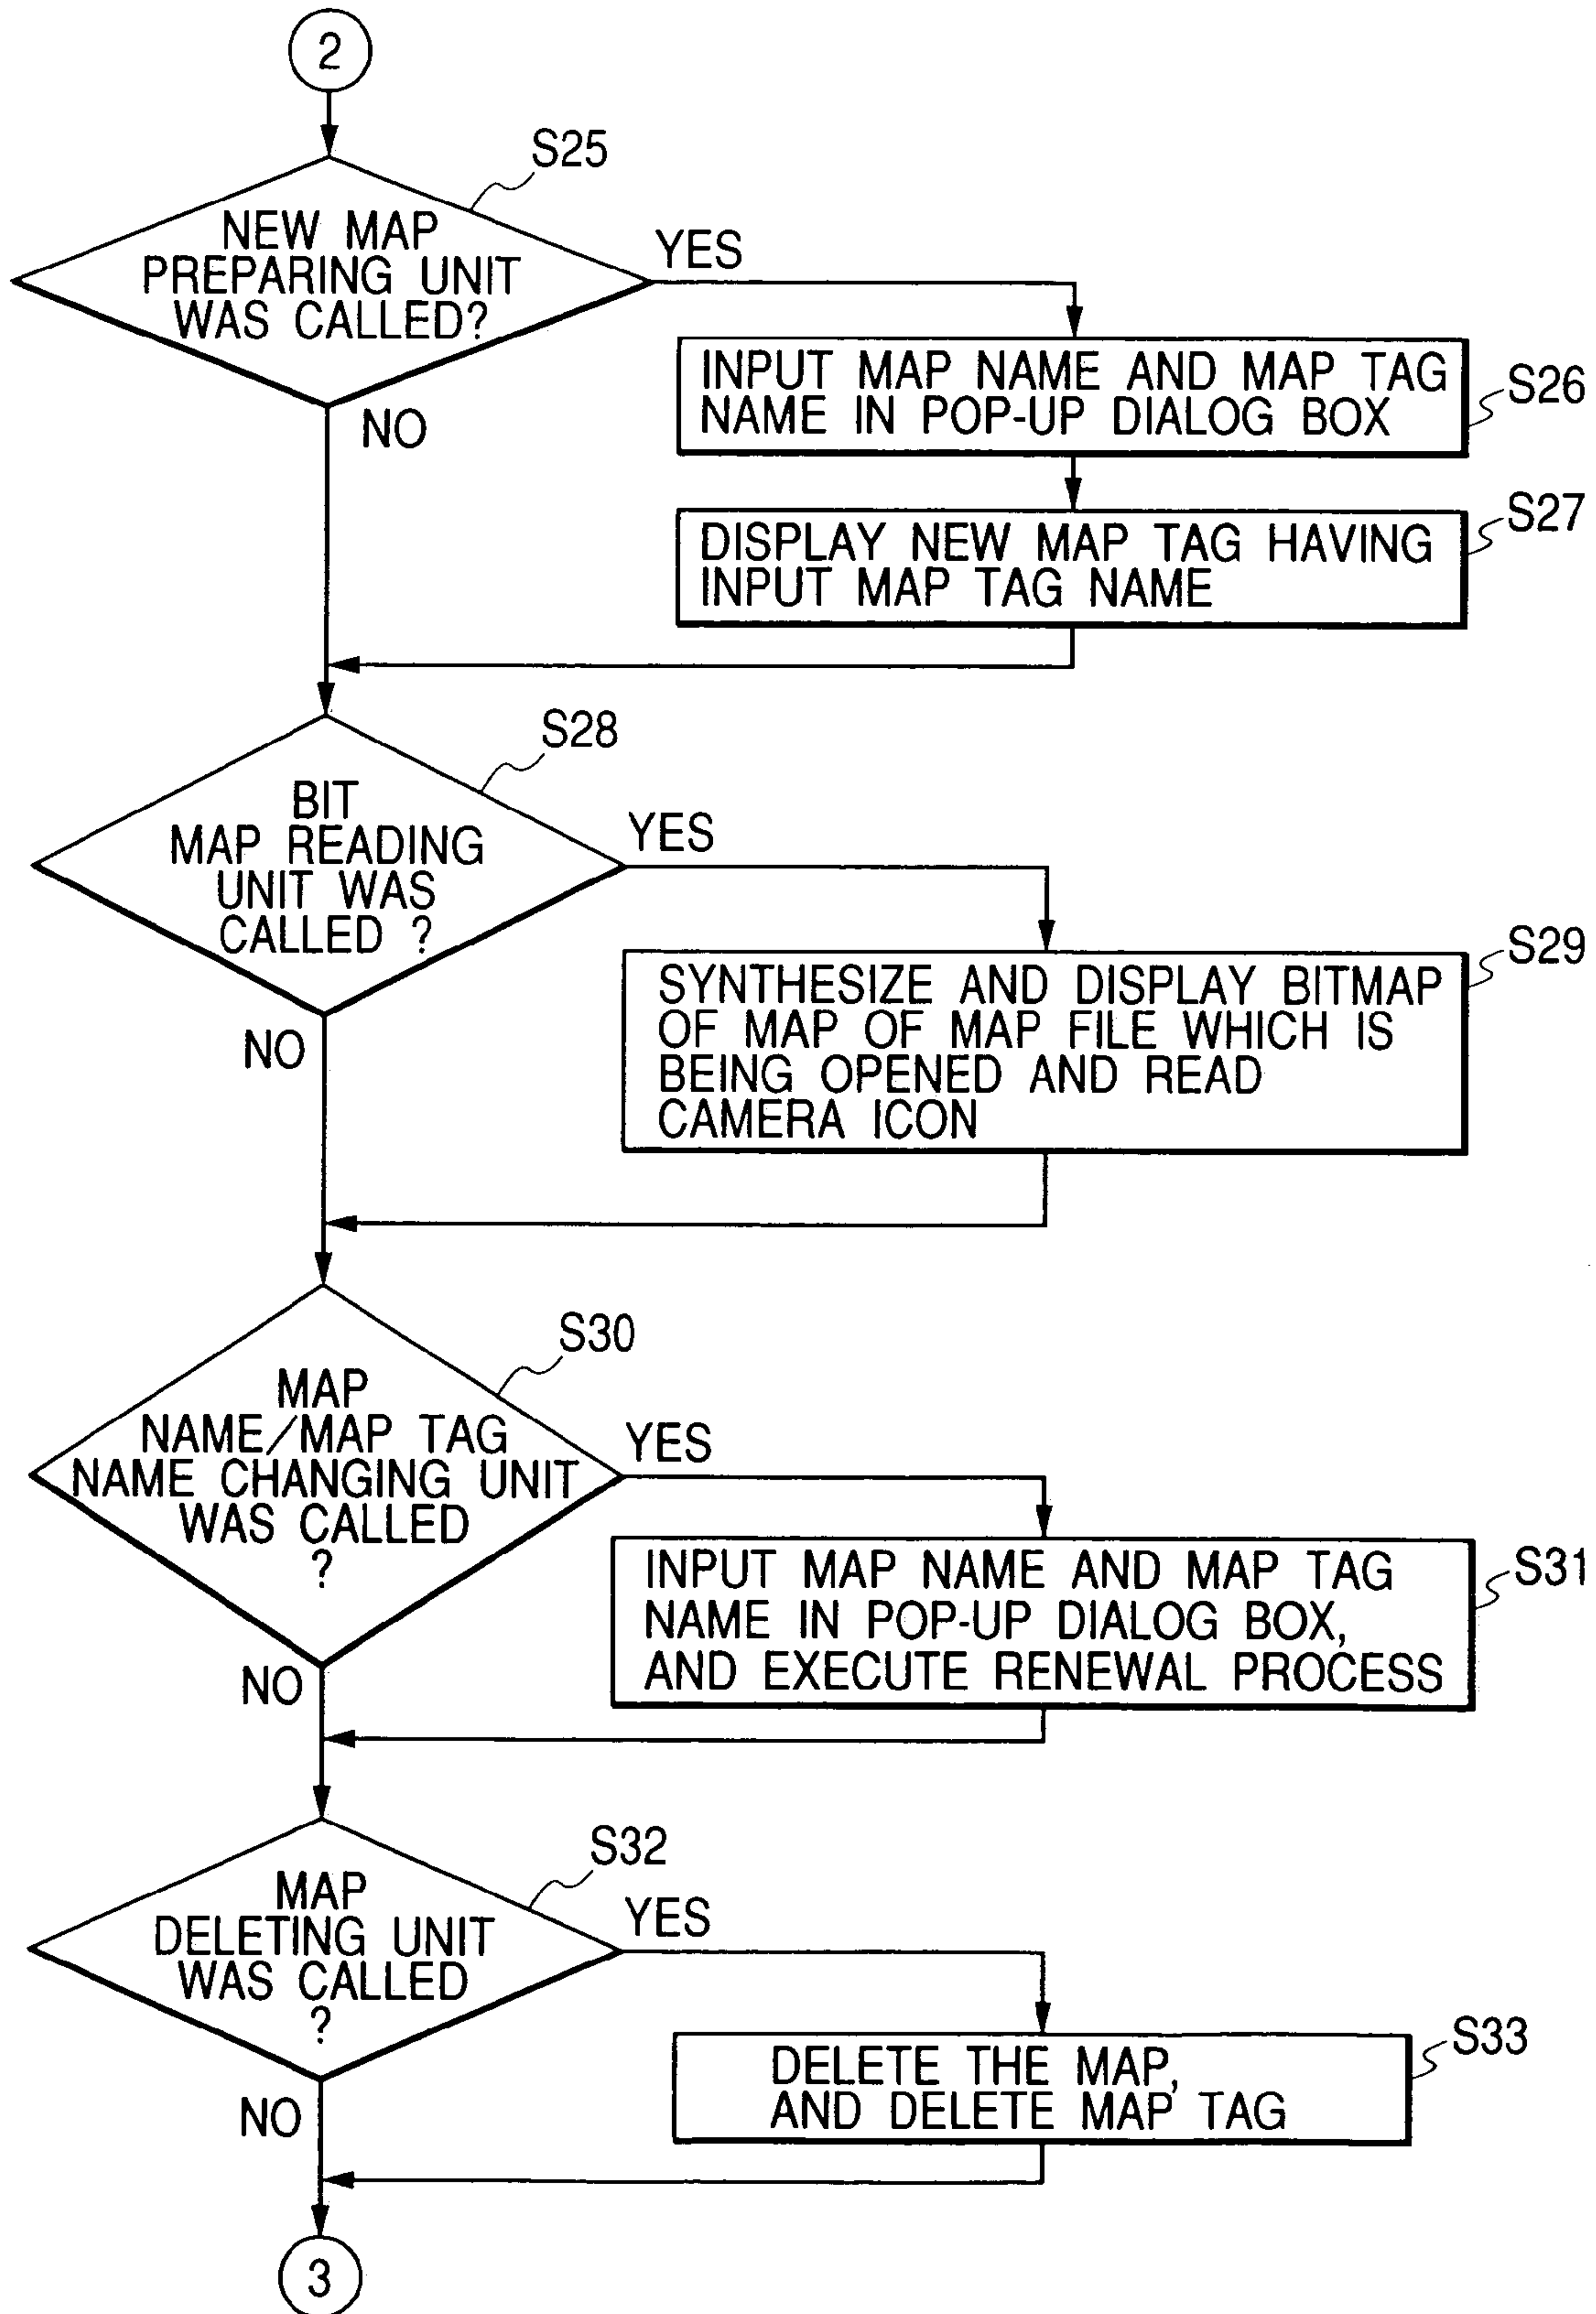 2
S25
NEW MAP
PREPARING UNIT
WAS CALLED?
YES
NO
INPUT MAP NAME AND MAP TAG
NAME IN POP-UP DIALOG BOX
S26
DISPLAY NEW MAP TAG HAVING
INPUT MAP TAG NAME
S27
S28
BIT
MAP READING
UNIT WAS
CALLED ?
YES
NO
SYNTHESIZE AND DISPLAY BITMAP
OF MAP OF MAP FILE WHICH IS
BEING OPENED AND READ
CAMERA ICON
S29
S30
MAP
NAME/MAP TAG
NAME CHANGING UNIT
WAS CALLED
?
YES
NO
INPUT MAP NAME AND MAP TAG
NAME IN POP-UP DIALOG BOX,
AND EXECUTE RENEWAL PROCESS
S31
S32
MAP
DELETING UNIT
WAS CALLED
?
YES
NO
DELETE THE MAP,
AND DELETE MAP TAG
S33
3